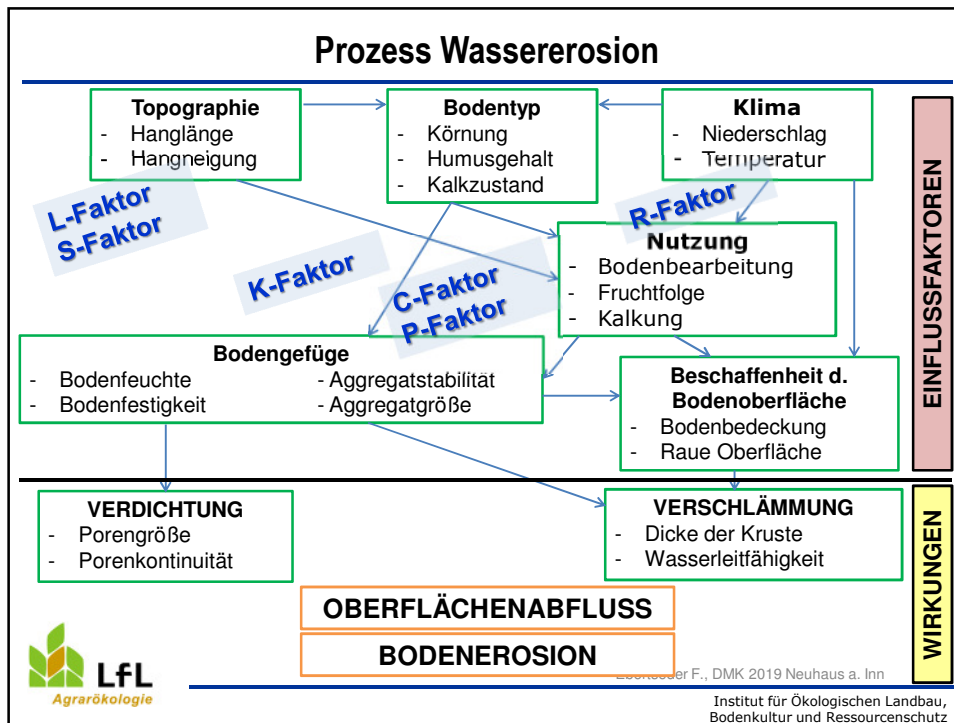 Prozess Wassererosion
Topographie
- Hanglänge
- Hangneigung
Bodentyp
- Körnung
- Humusgehalt
- Kalkzustand
Klima
- Niederschlag
- Temperatur
L-Faktor
S-Faktor
K-Faktor
R-Faktor
C-Faktor
P-Faktor
Nutzung
- Bodenbearbeitung
- Fruchtfolge
- Kalkung
Bodengefüge
- Bodenfeuchte - Aggregatstabilität
- Bodenfestigkeit - Aggregatgröße
Beschaffenheit d.
Bodenoberfläche
- Bodenbedeckung
- Raue Oberfläche
EINFLUSSFAKTOREN
VERDICHTUNG
- Porengröße
- Porenkontinuität
VERSCHLÄMMUNG
- Dicke der Kruste
- Wasserleitfähigkeit
WIRKUNGEN
OBERFLÄCHENABFLUSS
BODENEROSION
LfL
Agrarökologie
F., DMK 2019 Neuhaus a. Inn
Institut für Ökologischen Landbau,
Bodenkultur und Ressourcenschutz